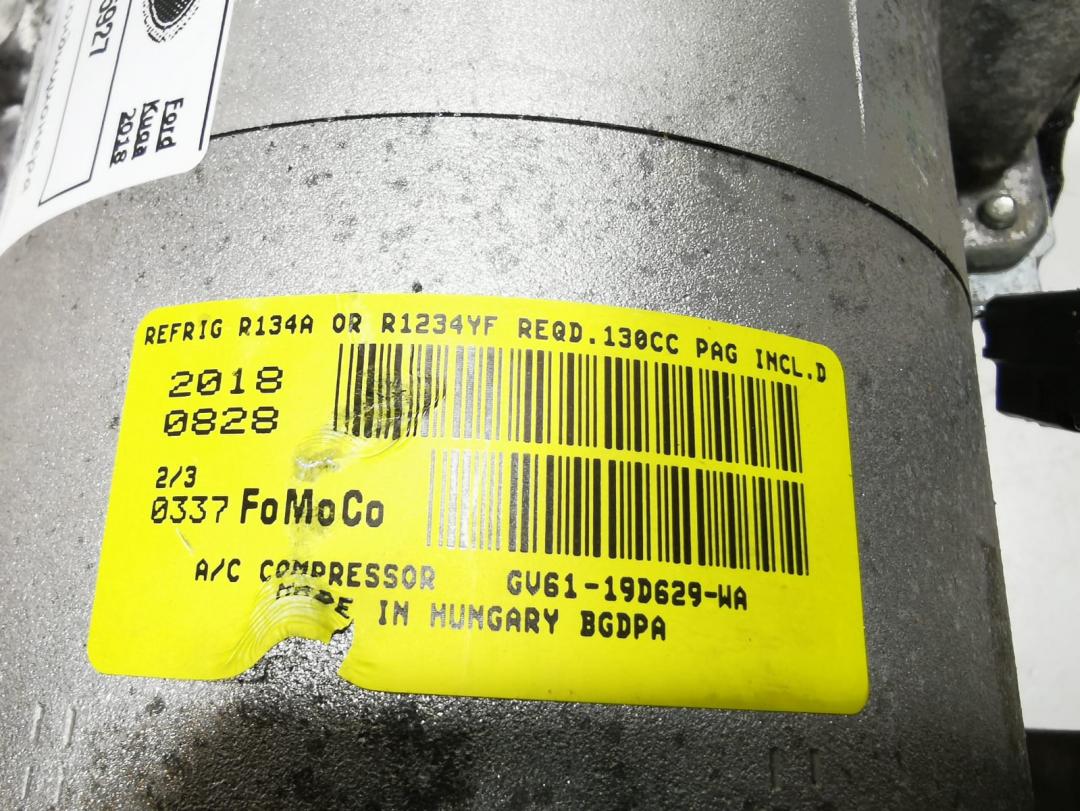 Ford
Kuga
2018
REFRIG R134A OR R1234YF REQD.130CC PAG INCL.D
2018
0828
2/3
0337 FoMoCo
A/C COMPRESSOR GV61-19D629-WA
MADE IN HUNGARY BGDPA